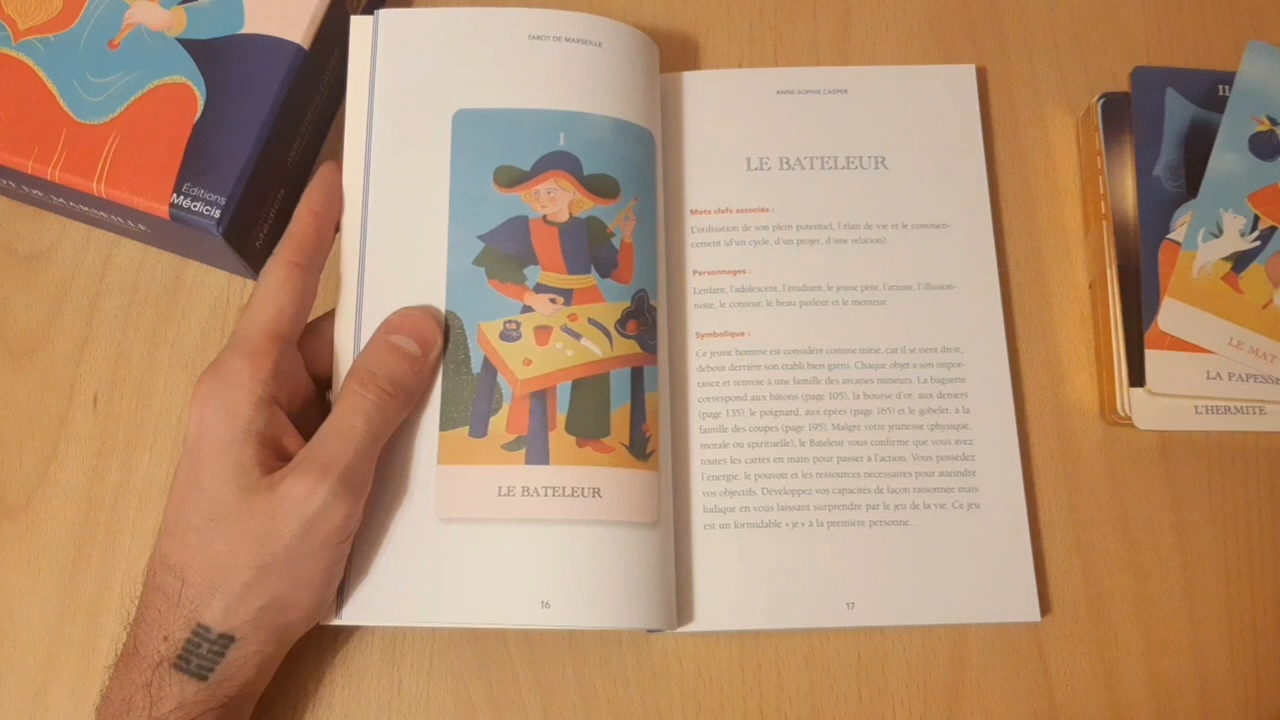 Éditions
Médicis
DE MARSEILLE
TAROT DE MARSEILLE
I
LE BATELEUR
16
ANNE-SOPHIE CASPER
LE BATELEUR
Mots clefs associés :
L'utilisation de son plein potentiel, l'élan de vie et le commen-
cement (d'un cycle, d'un projet, d'une relation).
Personnages :
L'enfant, l'adolescent, l'étudiant, le jeune père, l'artiste, l'illusion-
niste, le conteur, le beau parleur et le menteur.
Symbolique :
Ce jeune homme est considéré comme initié, car il se tient droit,
debout derrière son établi bien garni. Chaque objet a son impor-
tance et renvoie à une famille des arcanes mineurs. La baguette
correspond aux bâtons (page 105), la bourse d'or, aux deniers
(page 135), le poignard, aux épées (page 165) et le gobelet, à la
famille des coupes (page 195). Malgré votre jeunesse (physique,
morale ou spirituelle), le Bateleur vous confirme que vous avez
toutes les cartes en main pour passer à l'action. Vous possédez
l'énergie, le pouvoir et les ressources nécessaires pour atteindre
vos objectifs. Développez vos capacités de façon raisonnée mais
ludique en vous laissant surprendre par le jeu de la vie. Ce jeu
est un formidable « je » à la première personne…
17
II
LE MAT
LA PAPESSE
L'HERMITE